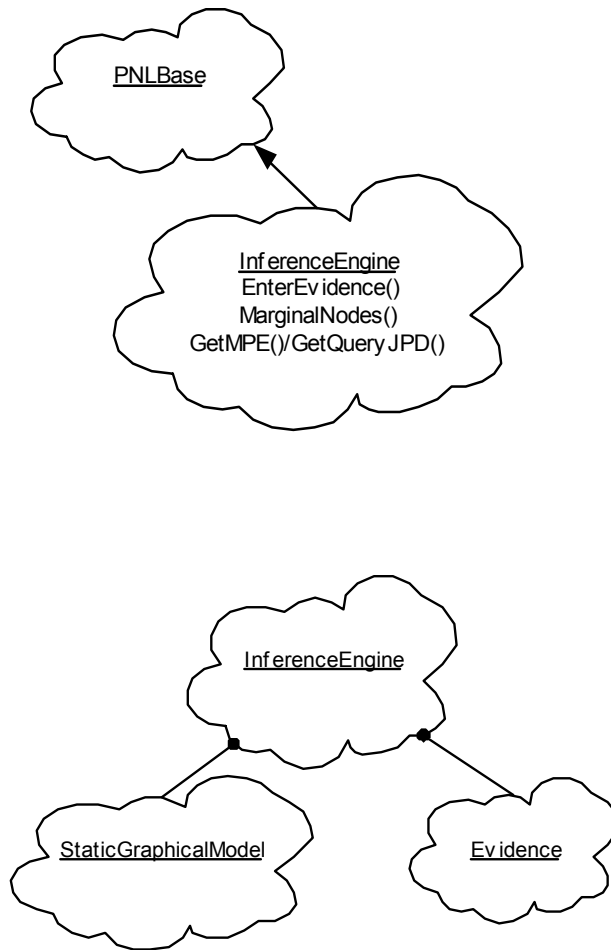 PNLBase
InferenceEngine
EnterEvidence()
MarginalNodes()
GetMPE()/GetQueryJPD()
InferenceEngine
StaticGraphicalModel
Evidence